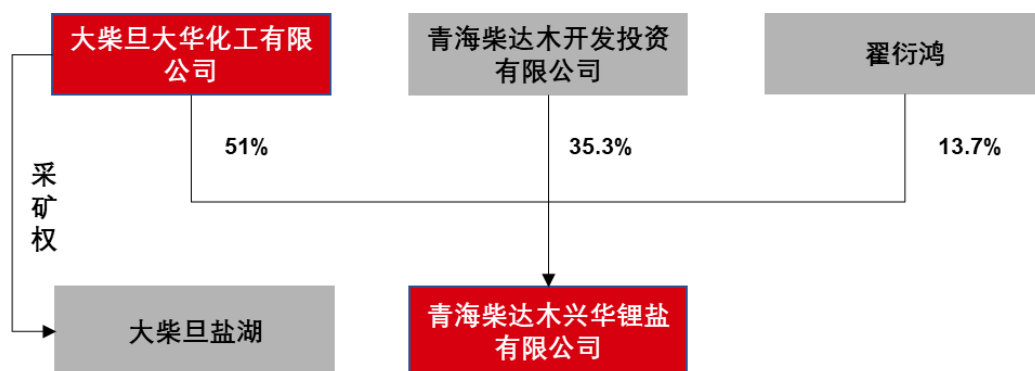 大柴旦大华化工有限
公司
青海柴达木开发投资
有限公司
翟衍鸿
51%
35.3%
13.7%
采
矿
权
大柴旦盐湖
青海柴达木兴华锂盐
有限公司